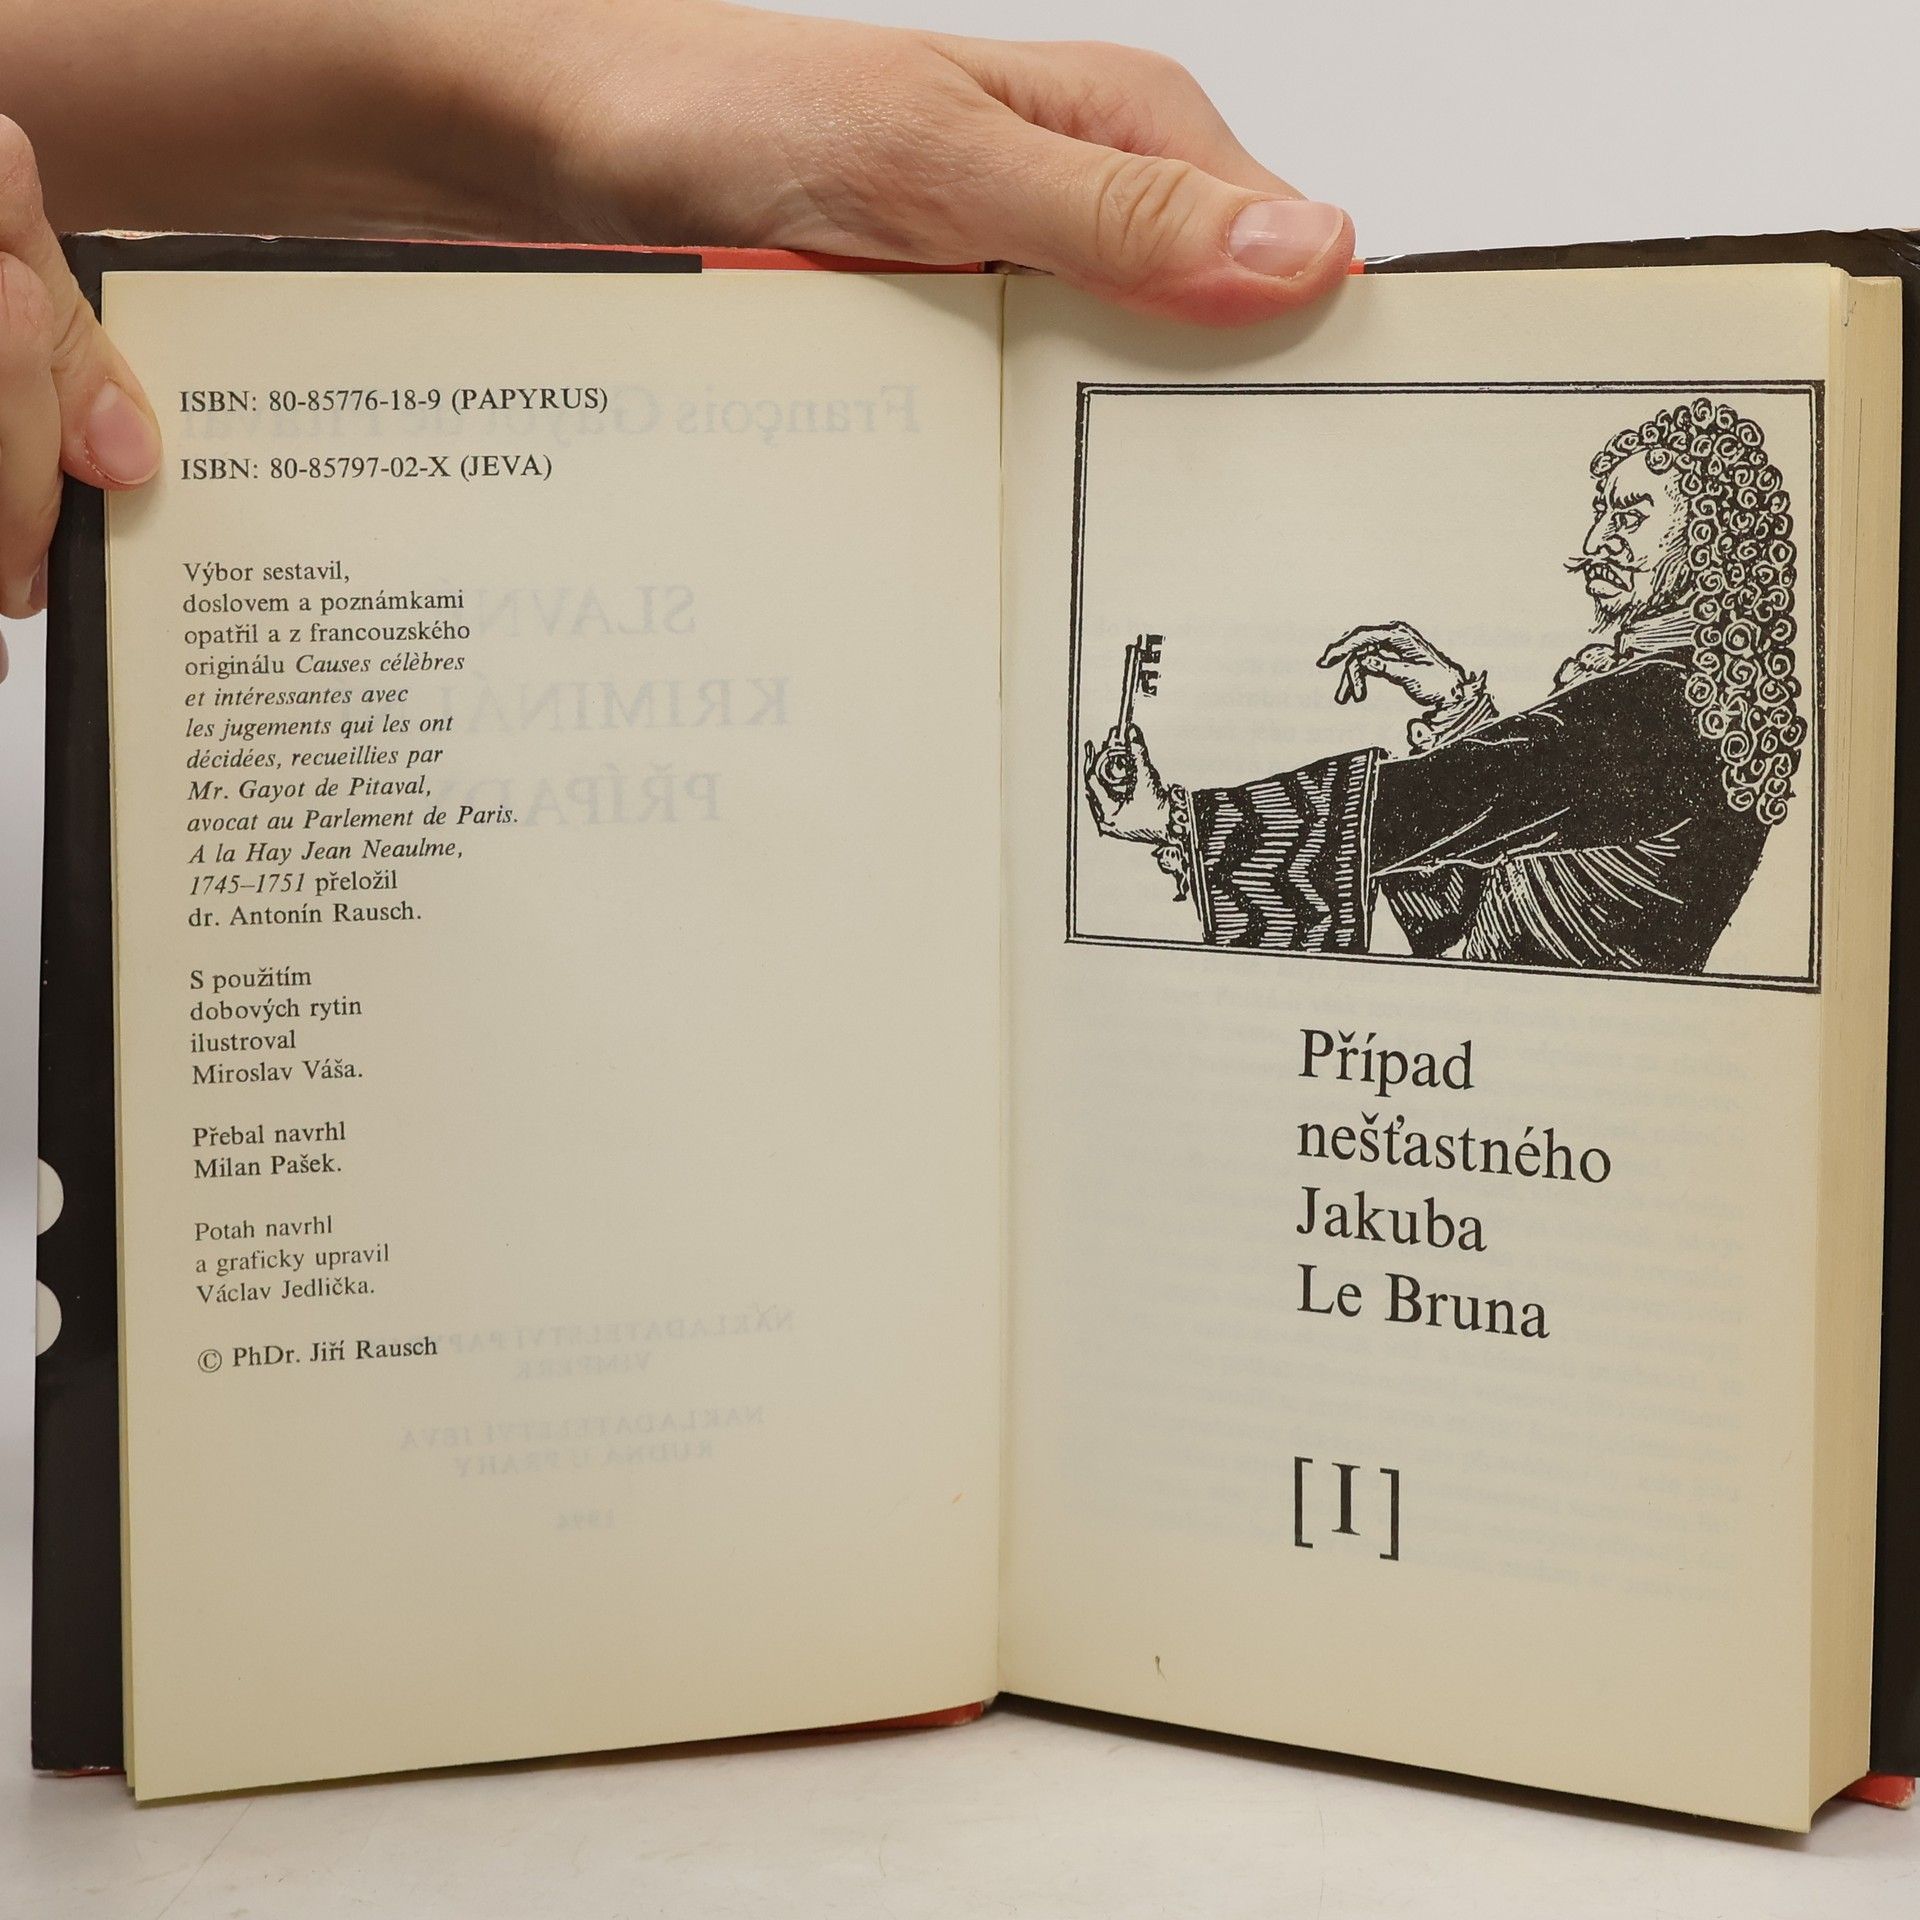 ISBN: 80-85776-18-9 (PAPYRUS)
ISBN: 80-85797-02-X (JEVA)
Výbor sestavil,
doslovem a poznámkami
opatřil a z francouzského
originálu Causes célèbres
et intéressantes avec
les jugements qui les ont
décidées, recueillies par
Mr. Gayot de Pitaval,
avocat au Parlement de Paris.
A la Hay Jean Neaulme,
1745–1751 přeložil
dr. Antonín Rausch.
S použitím
dobových rytin
ilustroval
Miroslav Váša.
Přebal navrhl
Milan Pašek.
Potah navrhl
a graficky upravil
Václav Jedlička.
© PhDr. Jiří Rausch
Případ
nešťastného
Jakuba
Le Bruna
[I]